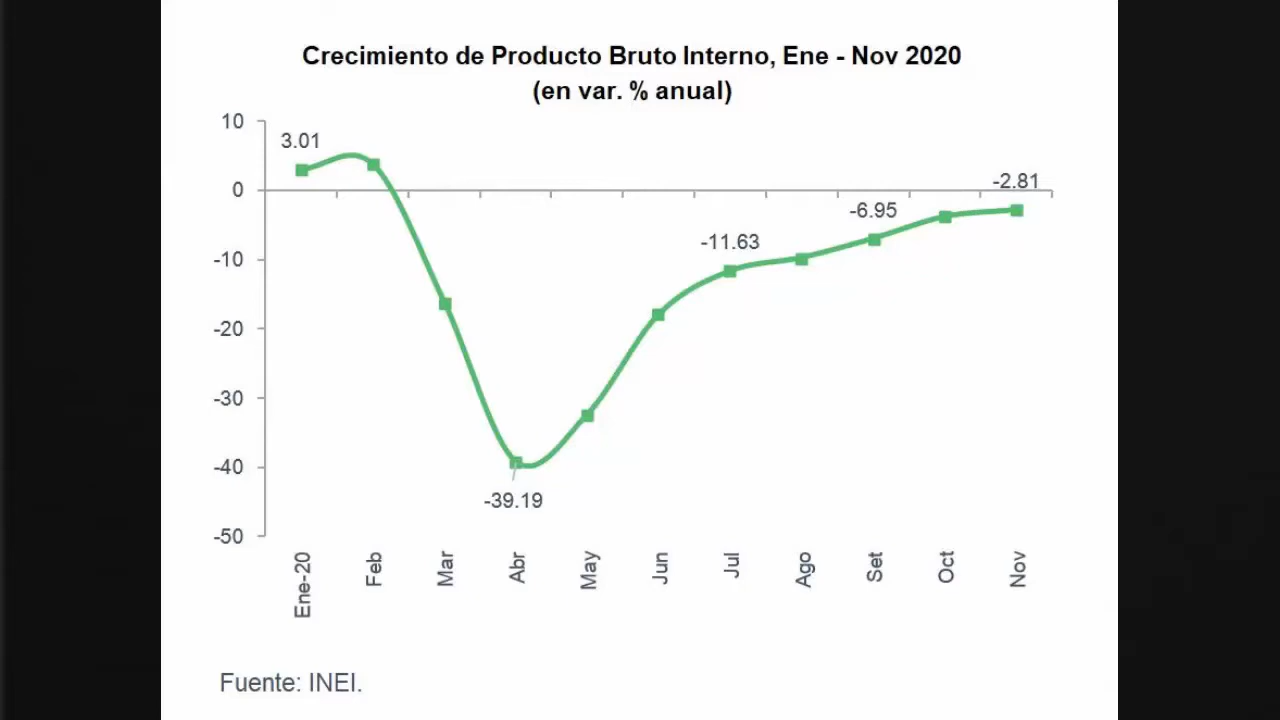 Crecimiento de Producto Bruto Interno, Ene - Nov 2020
(en var. % anual)
10
3.01
0
-2.81
-6.95
-11.63
-10
-20
-30
-40
-39.19
-50
Ene-20
Feb
Mar
Abr
May
Jun
Jul
Ago
Set
Oct
Nov
Fuente: INEI.